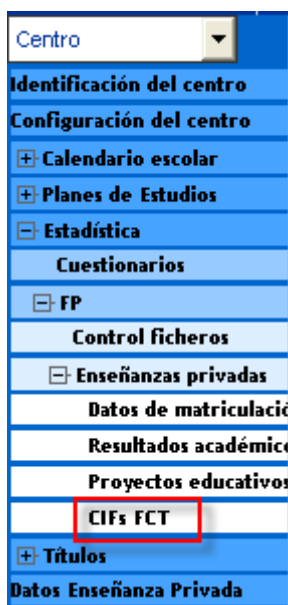 Centro
Identificación del centro
Configuración del centro
Calendario escolar
Planes de Estudios
Estadística
Cuestionarios
FP
Control ficheros
Enseñanzas privadas
Datos de matriculació
Resultados académico
Proyectos educativos
CIFs FCT
Títulos
Datos Enseñanza Privada